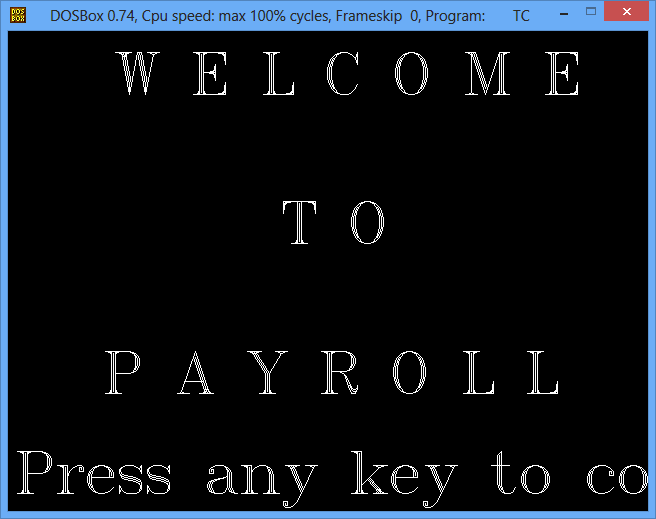 DOSBox 0.74, Cpu speed: max 100% cycles, Frameskip 0, Program: TC
W E L C O M E
T O
P A Y R O L L
Press any key to co